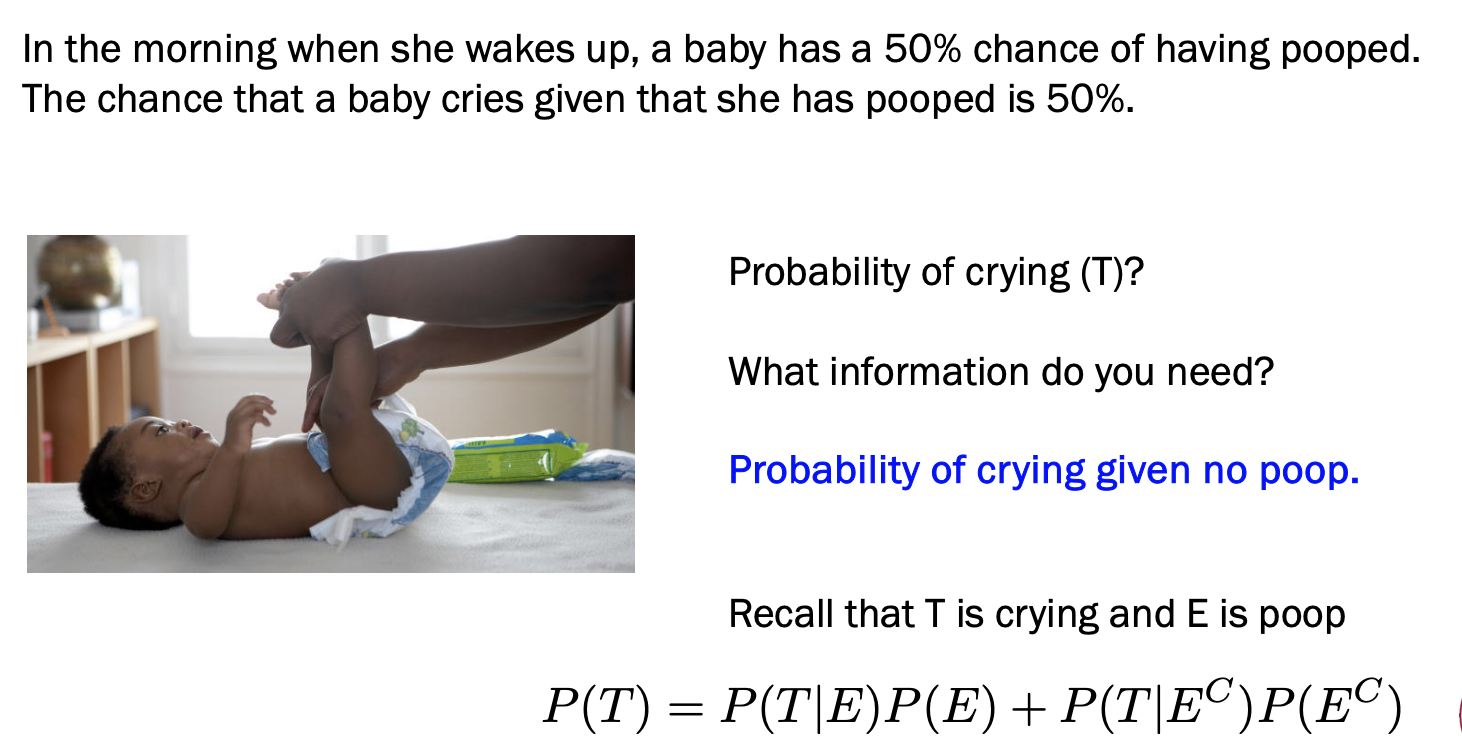 In the morning when she wakes up, a baby has a 50% chance of having pooped.
The chance that a baby cries given that she has pooped is 50%.
Probability of crying (T)?
What information do you need?
Probability of crying given no poop.
Recall that T is crying and E is poop
P(T) = P(T|E)P(E) + P(T|E^C)P(E^C)